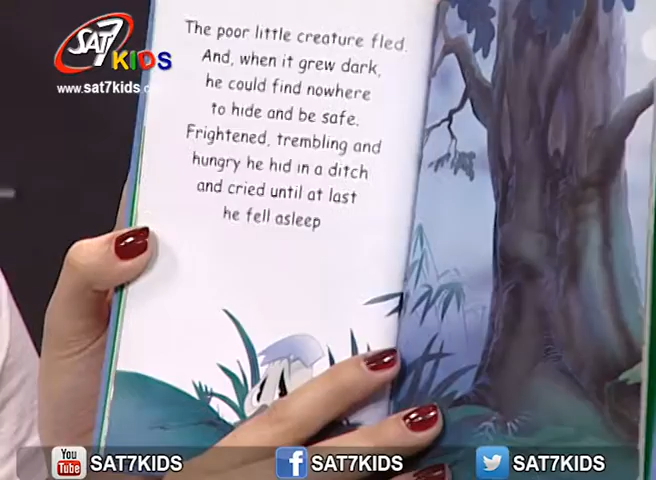 The poor little creature fled.
And, when it grew dark,
he could find nowhere
to hide and be safe.
Frightened, trembling and
hungry he hid in a ditch
and cried until at last
he fell asleep
SAT7
KIDS
www.sat7kids.
You
Tube
SAT7KIDS
f
SAT7KIDS
SAT7KIDS